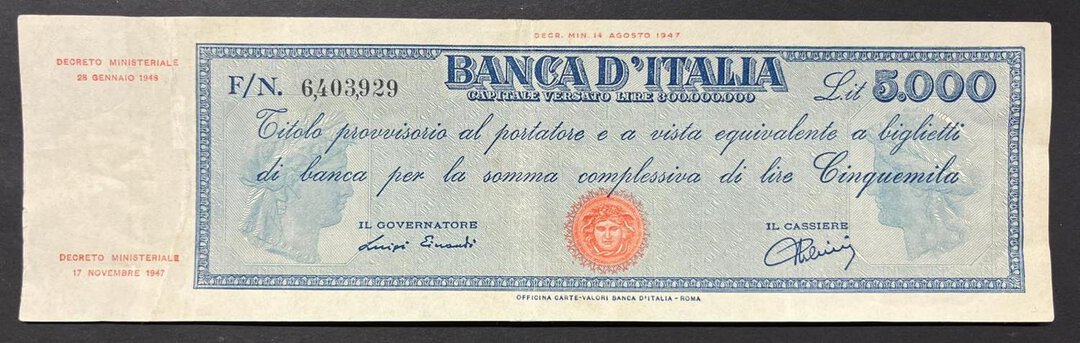 DECR. MIN. 14 AGOSTO 1947
DECRETO MINISTERIALE
28 GENNAIO 1948
F/N. 6,403,929
BANCA D'ITALIA
CAPITALE VERSATO LIRE 300.000.000
L.it 5.000
Titolo provvisorio al portatore e a vista equivalente a biglietti
di banca per la somma complessiva di lire Cinquemila
IL GOVERNATORE
Luigi Einaudi
IL CASSIERE
DECRETO MINISTERIALE
17 NOVEMBRE 1947
OFFICINA CARTE-VALORI BANCA D'ITALIA - ROMA